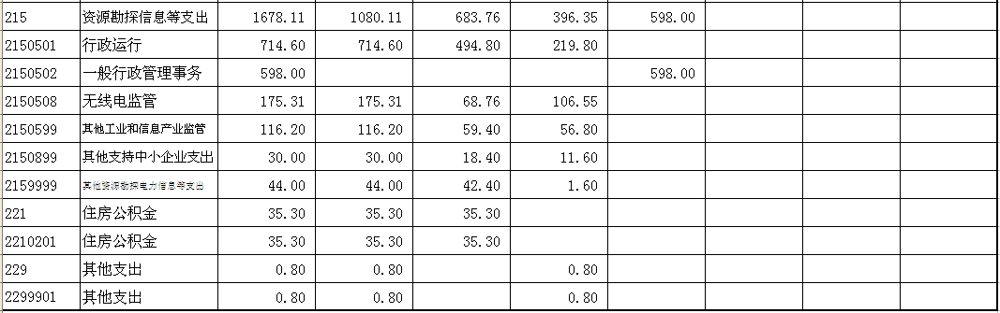 215 资源勘探信息等支出 1678.11 1080.11 683.76 396.35 598.00
2150501 行政运行 714.60 714.60 494.80 219.80
2150502 一般行政管理事务 598.00 598.00
2150508 无线电监管 175.31 175.31 68.76 106.55
2150599 其他工业和信息产业监管 116.20 116.20 59.40 56.80
2150899 其他支持中小企业支出 30.00 30.00 18.40 11.60
2159999 其他资源勘探电力信息等支出 44.00 44.00 42.40 1.60
221 住房公积金 35.30 35.30 35.30
2210201 住房公积金 35.30 35.30 35.30
229 其他支出 0.80 0.80 0.80
2299901 其他支出 0.80 0.80 0.80